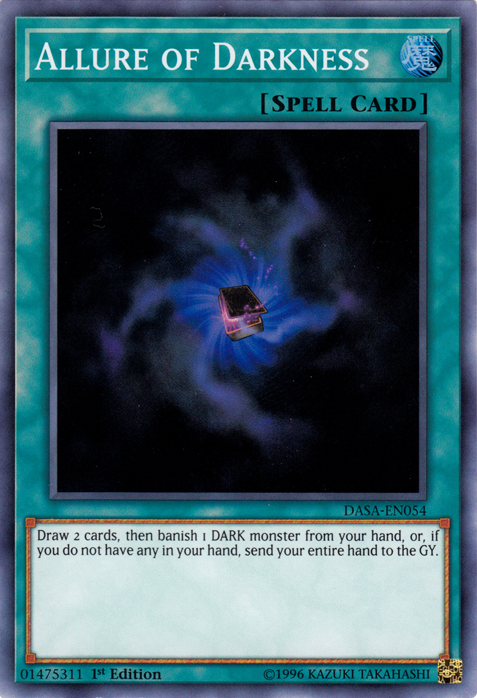 ALLURE OF DARKNESS
SPELL
魔
[SPELL CARD]
DASA-EN054
Draw 2 cards, then banish 1 DARK monster from your hand, or, if
you do not have any in your hand, send your entire hand to the GY.
01475311 1st Edition ©1996 KAZUKI TAKAHASHI